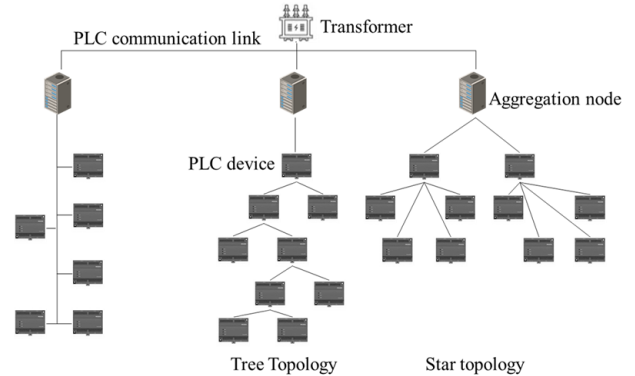 Transformer
PLC communication link
Aggregation node
PLC device
Tree Topology
Star topology